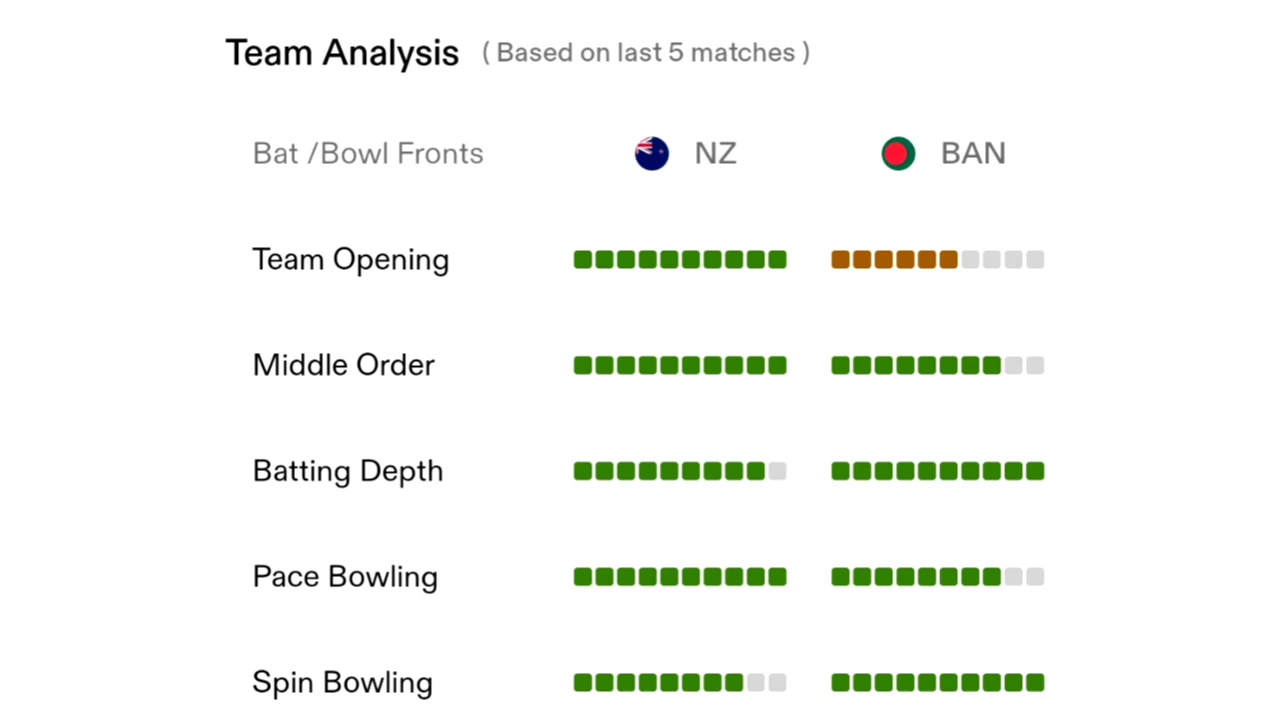 Team Analysis ( Based on last 5 matches )
Bat /Bowl Fronts NZ BAN
Team Opening
Middle Order
Batting Depth
Pace Bowling
Spin Bowling